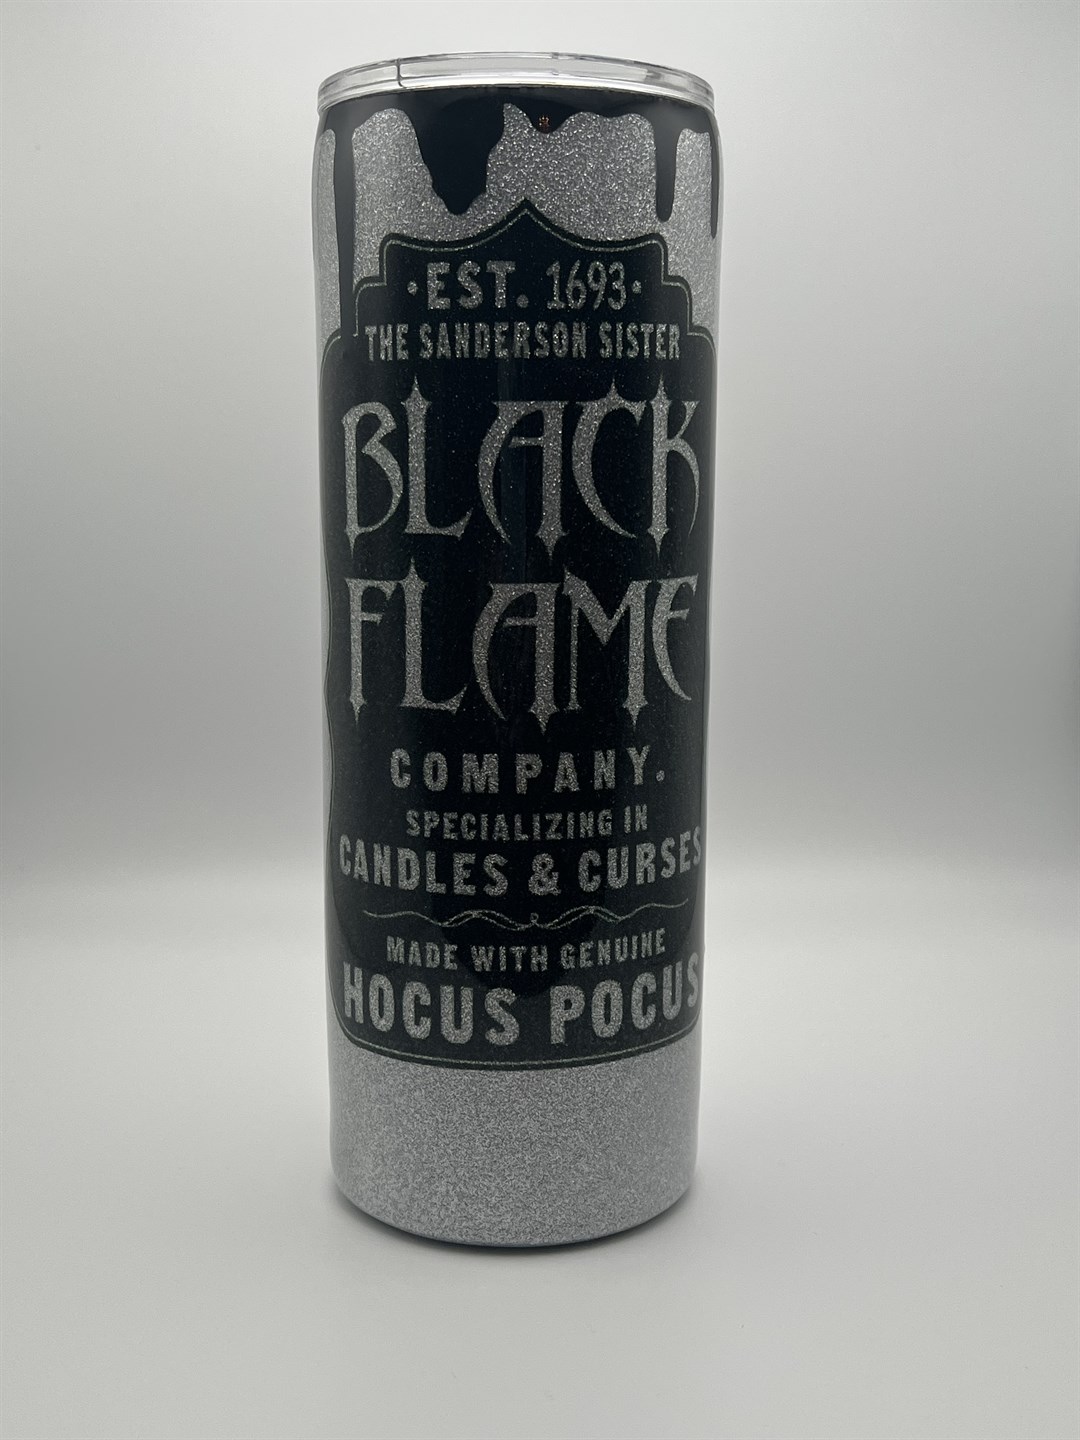 ·EST. 1693·
THE SANDERSON SISTER
BLACK
FLAME
COMPANY.
SPECIALIZING IN
CANDLES & CURSES
MADE WITH GENUINE
HOCUS POCUS